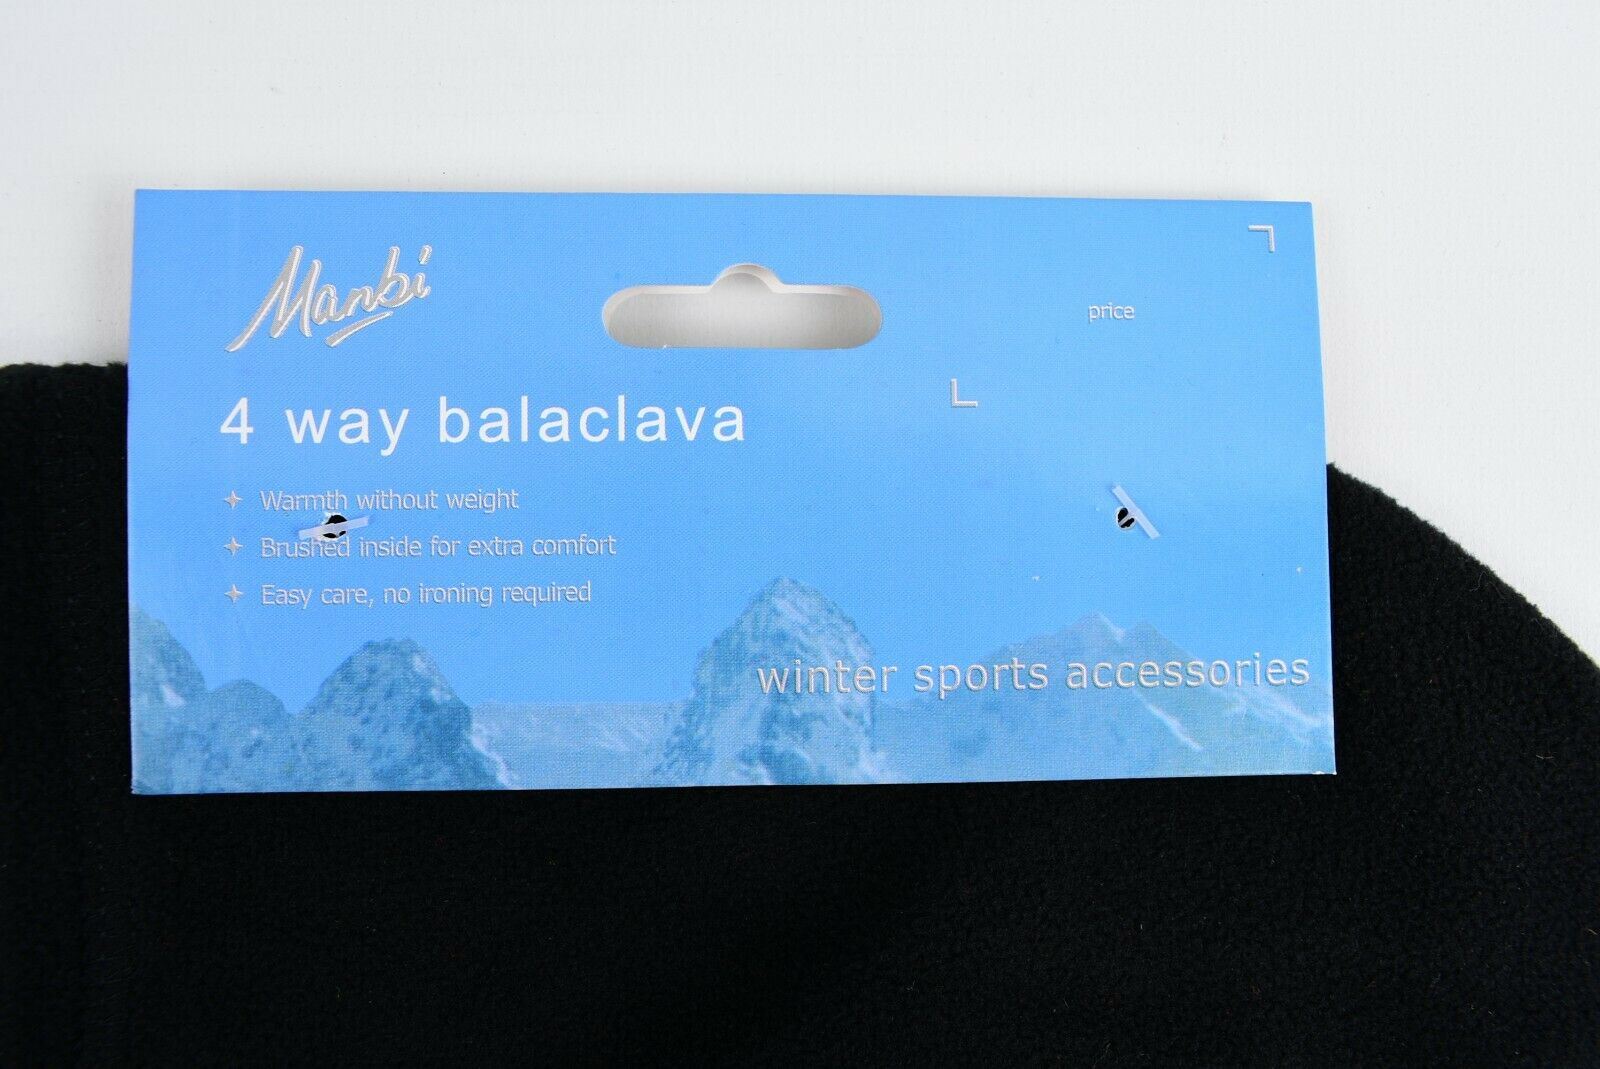 Manbi
price
4 way balaclava
Warmth without weight
Brushed inside for extra comfort
Easy care, no ironing required
winter sports accessories